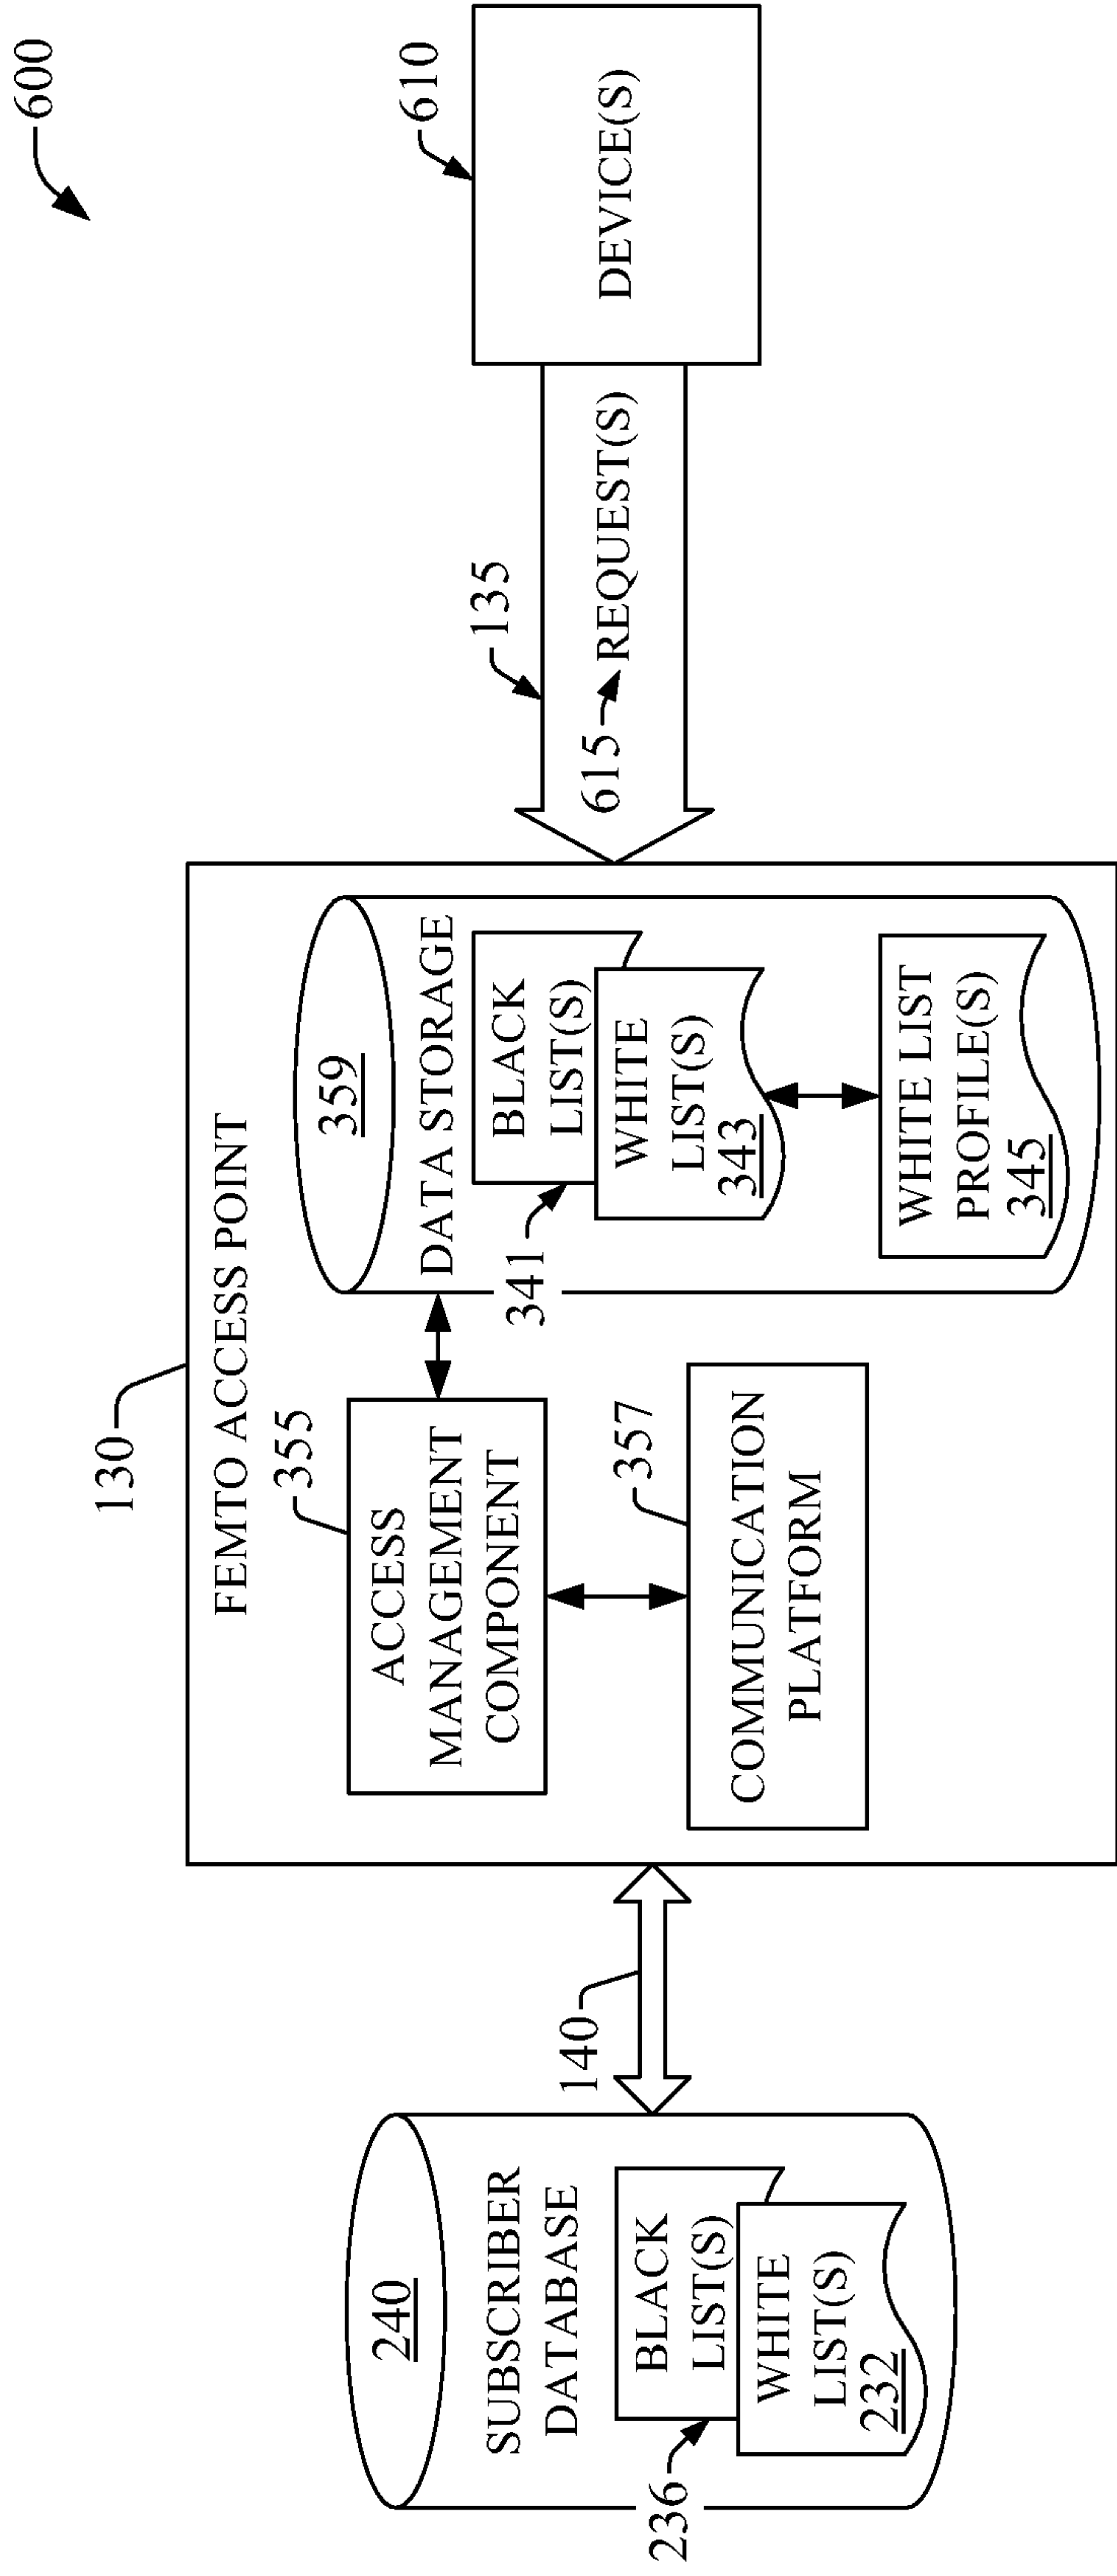 600
130
FEMTO ACCESS POINT
240
SUBSCRIBER
DATABASE
236
BLACK
LIST(S)
WHITE
LIST(S)
232
140
355
ACCESS
MANAGEMENT
COMPONENT
357
COMMUNICATION
PLATFORM
359
DATA STORAGE
341
BLACK
LIST(S)
WHITE
LIST(S)
343
WHITE LIST
PROFILE(S)
345
135
615
REQUEST(S)
610
DEVICE(S)